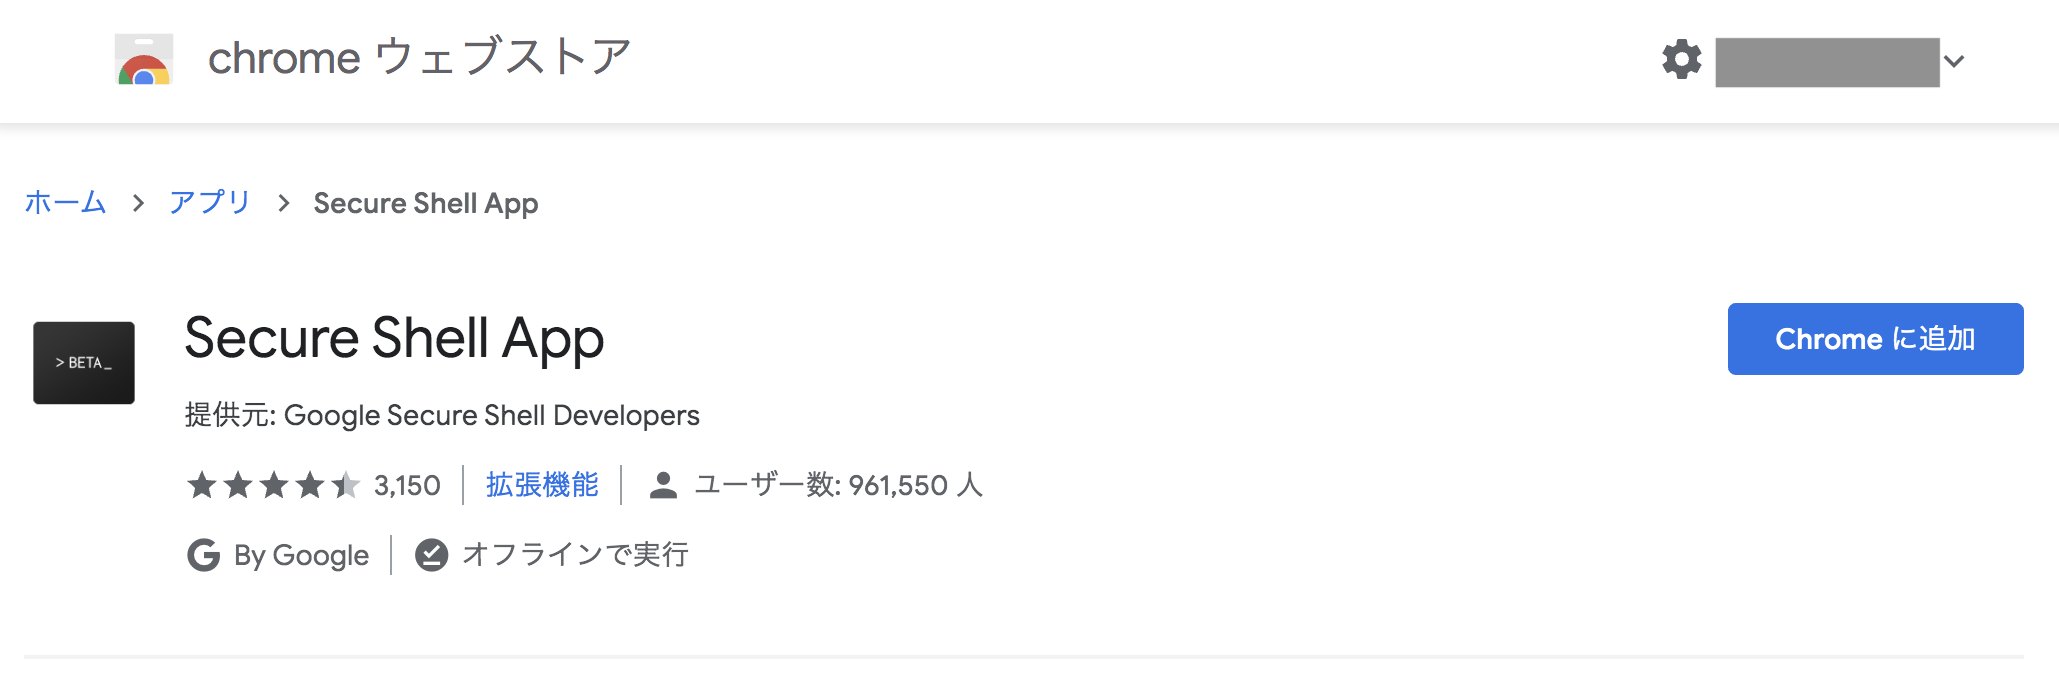 chrome ウェブストア
ホーム > アプリ > Secure Shell App
> BETA_
Secure Shell App
Chrome に追加
提供元: Google Secure Shell Developers
3,150 拡張機能 ユーザー数: 961,550 人
By Google オフラインで実行